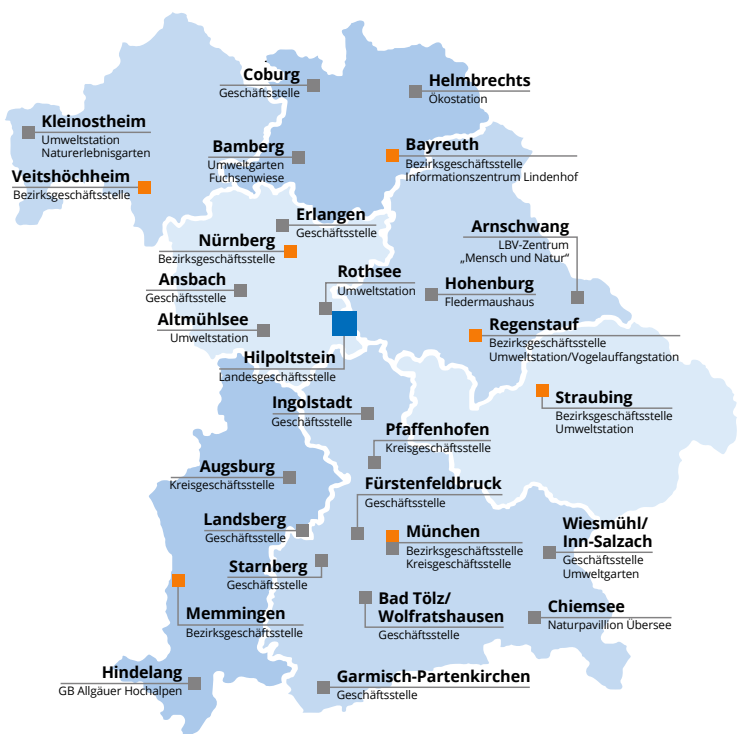 Coburg
Geschäftsstelle
Helmbrechts
Ökostation
Kleinostheim
Umweltstation
Naturerlebnisgarten
Bamberg
Umweltgarten
Fuchsenwiese
Bayreuth
Bezirksgeschäftsstelle
Informationszentrum Lindenhof
Veitshöchheim
Bezirksgeschäftsstelle
Erlangen
Geschäftsstelle
Arnschwang
LBV-Zentrum
„Mensch und Natur“
Nürnberg
Bezirksgeschäftsstelle
Rothsee
Umweltstation
Ansbach
Geschäftsstelle
Hohenburg
Fledermaushaus
Altmühlsee
Umweltstation
Regenstauf
Bezirksgeschäftsstelle
Umweltstation/Vogelauffangstation
Hilpoltstein
Landesgeschäftsstelle
Straubing
Bezirksgeschäftsstelle
Umweltstation
Ingolstadt
Geschäftsstelle
Pfaffenhofen
Kreisgeschäftsstelle
Augsburg
Kreisgeschäftsstelle
Fürstenfeldbruck
Geschäftsstelle
Landsberg
Geschäftsstelle
München
Bezirksgeschäftsstelle
Kreisgeschäftsstelle
Wiesmühl/
Inn-Salzach
Geschäftsstelle
Umweltgarten
Starnberg
Geschäftsstelle
Memmingen
Bezirksgeschäftsstelle
Bad Tölz/
Wolfratshausen
Geschäftsstelle
Chiemsee
Naturpavillion Übersee
Hindelang
GB Allgäuer Hochalpen
Garmisch-Partenkirchen
Geschäftsstelle